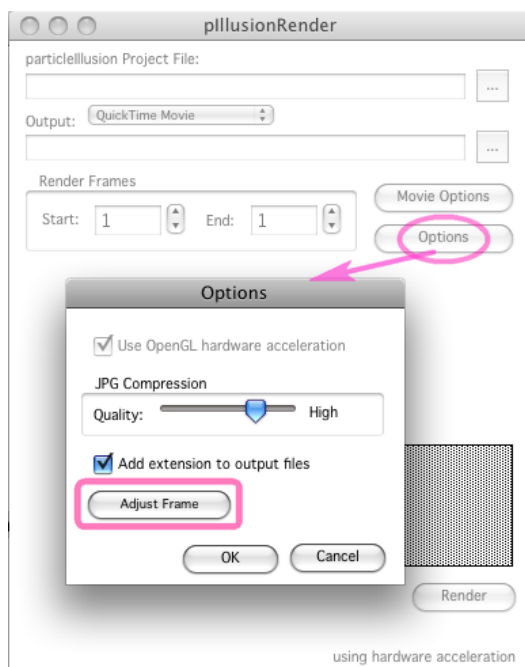 pIllusionRender
particleIllusion Project File:
...
Output: QuickTime Movie
...
Render Frames
Start: 1 End: 1
Movie Options
Options
Options
Use OpenGL hardware acceleration
JPG Compression
Quality: High
Add extension to output files
Adjust Frame
OK Cancel
Render
using hardware acceleration